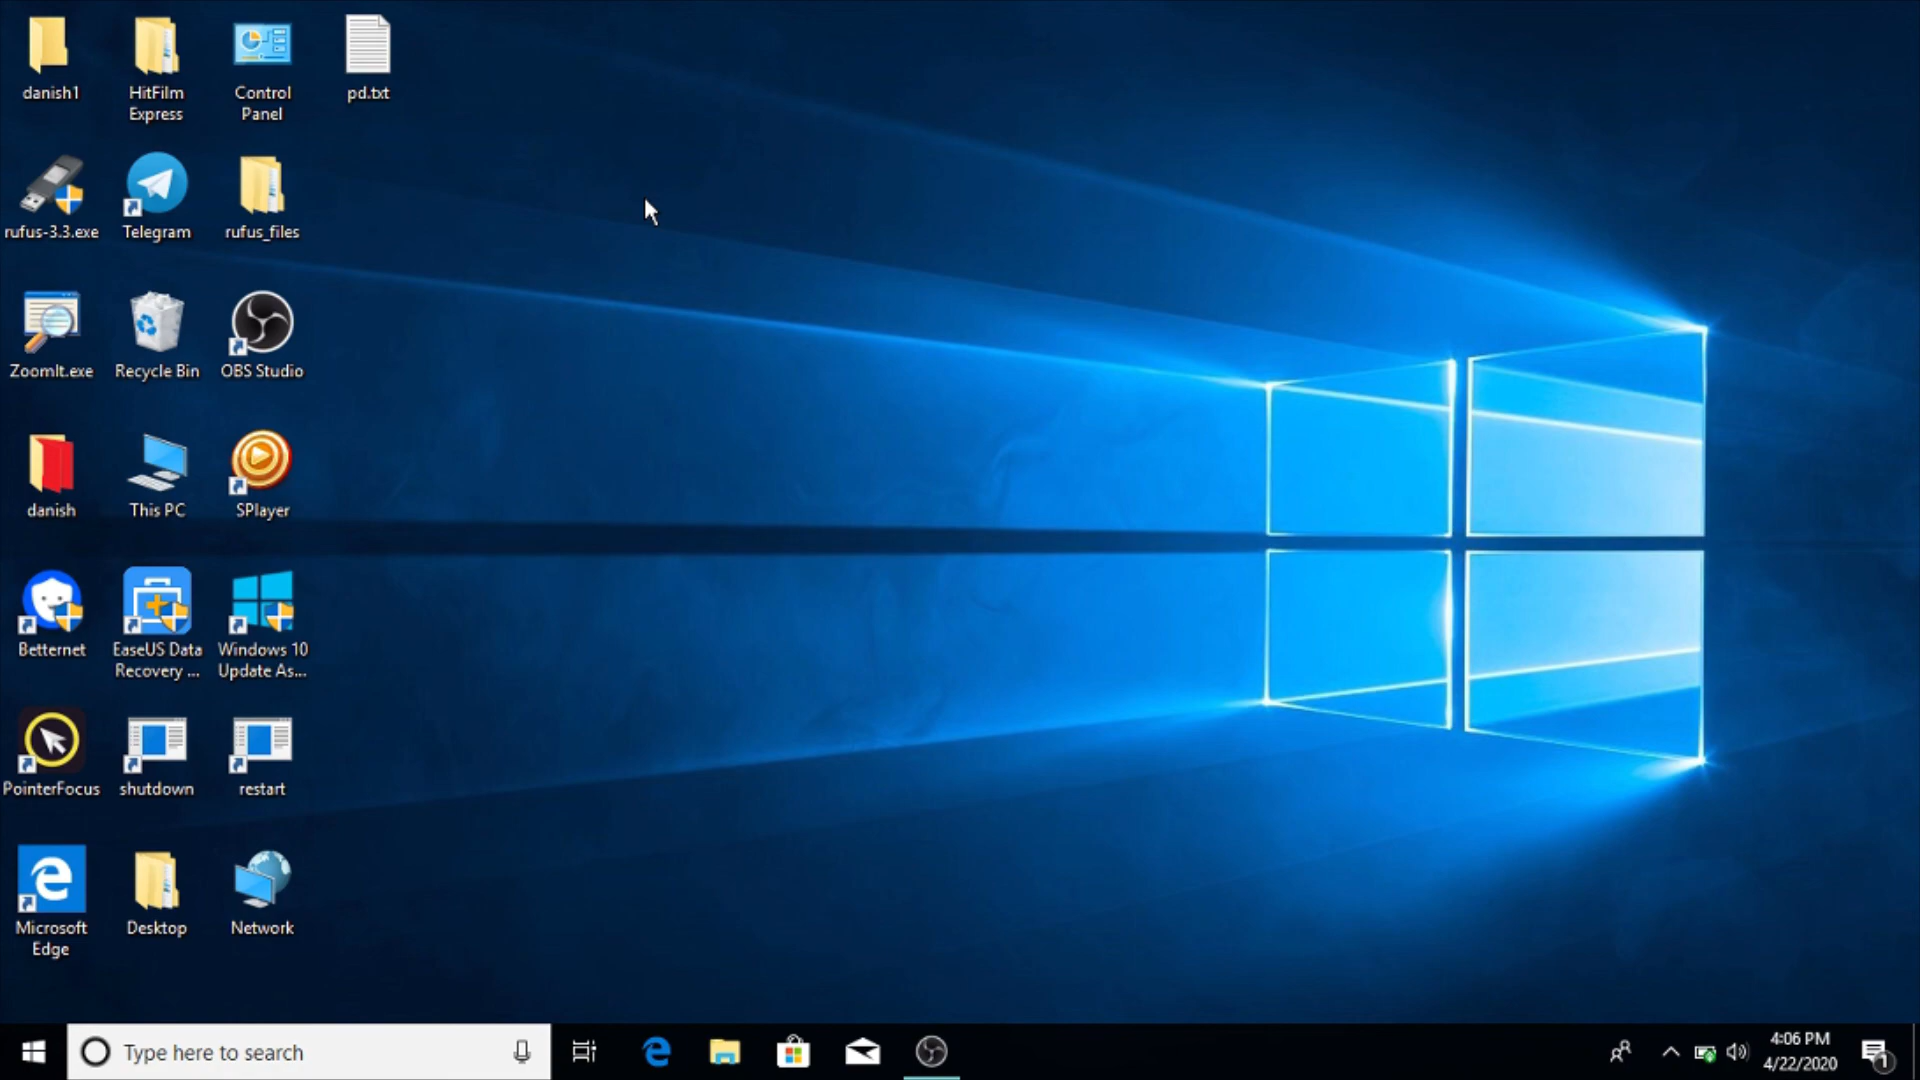 danish1
HitFilm
Express
Control
Panel
pd.txt
rufus-3.3.exe
Telegram
rufus_files
ZoomIt.exe
Recycle Bin
OBS Studio
danish
This PC
SPlayer
Betternet
EaseUS Data
Recovery ...
Windows 10
Update As...
PointerFocus
shutdown
restart
Microsoft
Edge
Desktop
Network
Type here to search
4:06 PM
4/22/2020
1